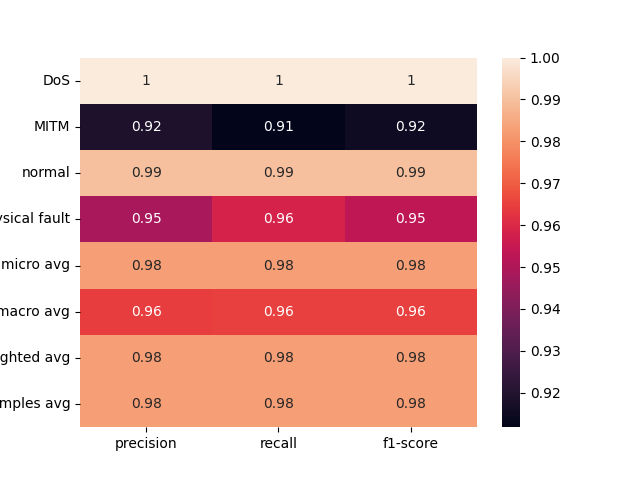 DoS 1 1 1
MITM 0.92 0.91 0.92
normal 0.99 0.99 0.99
ysical fault 0.95 0.96 0.95
micro avg 0.98 0.98 0.98
macro avg 0.96 0.96 0.96
ghted avg 0.98 0.98 0.98
mples avg 0.98 0.98 0.98
precision recall f1-score
1.00
0.99
0.98
0.97
0.96
0.95
0.94
0.93
0.92